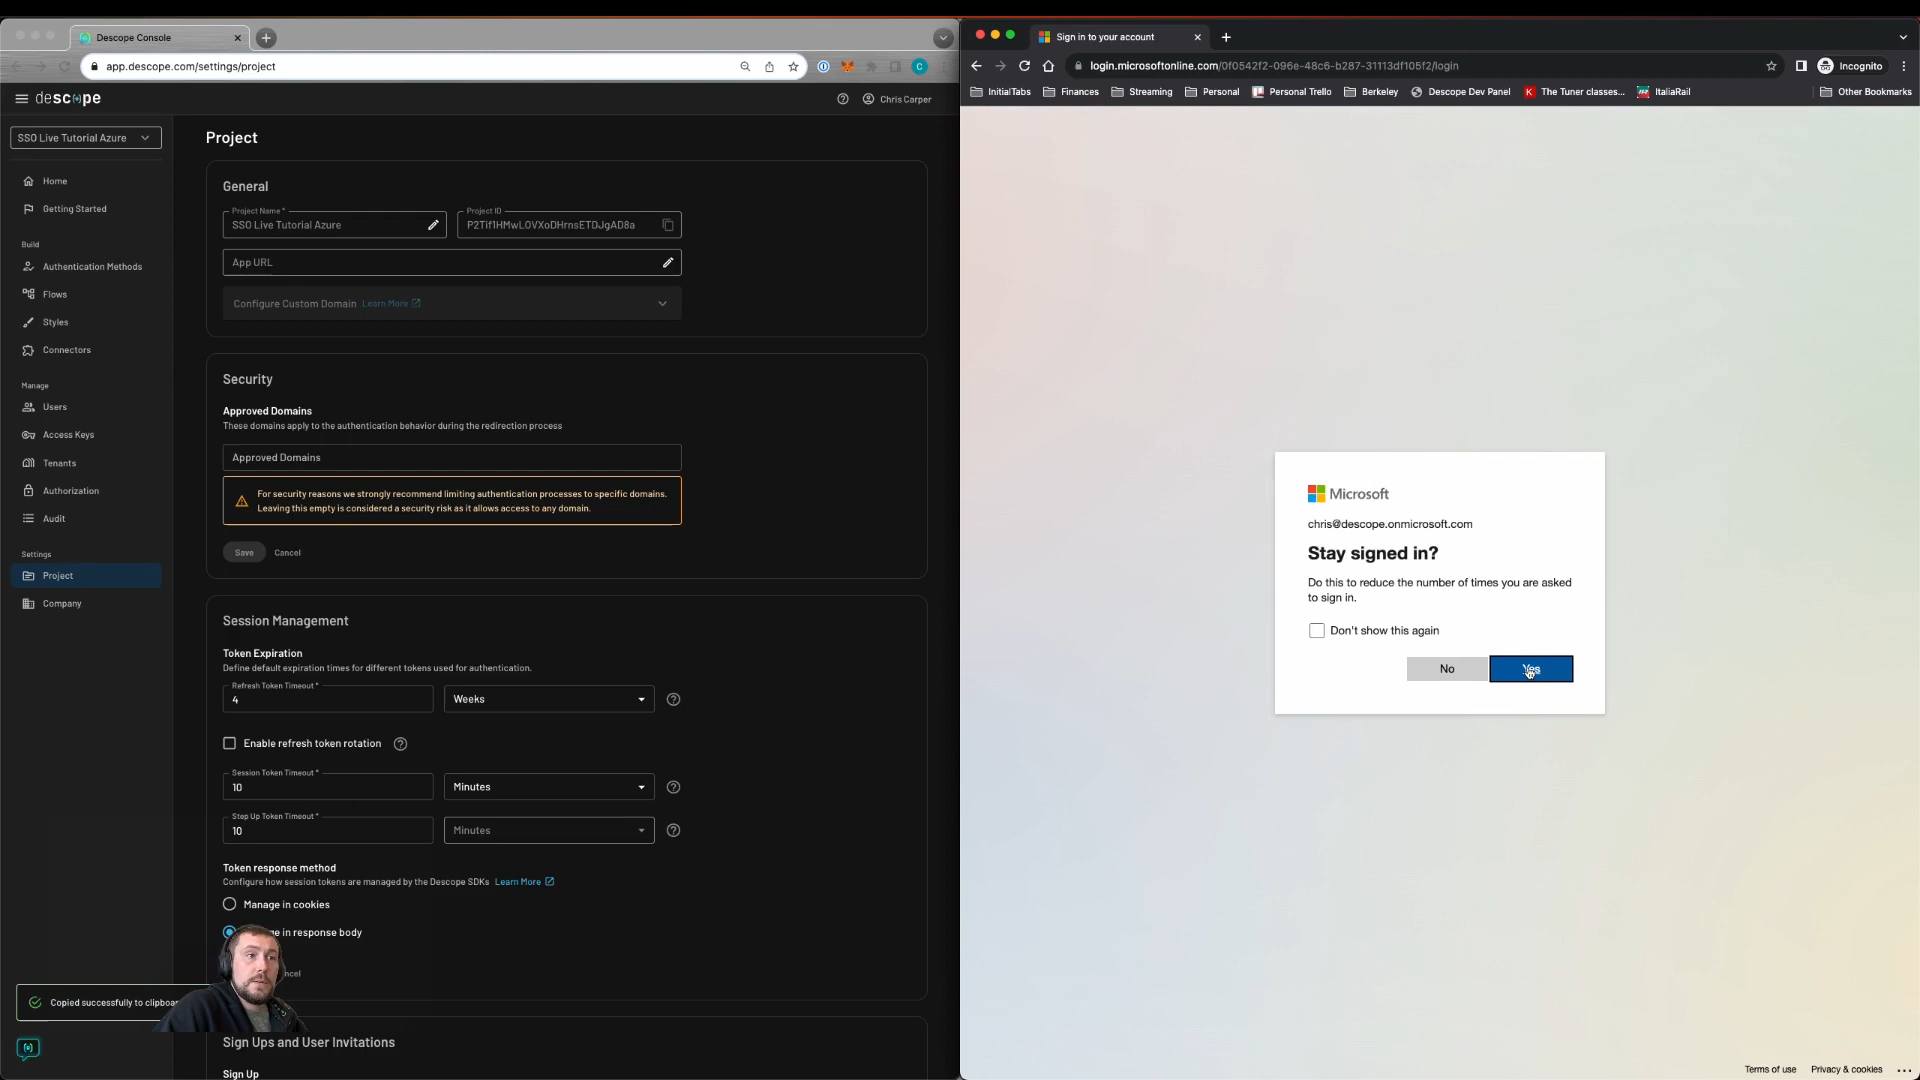 Descope Console
app.descope.com/settings/project
C
descope
Chris Carper
SSO Live Tutorial Azure
Home
Getting Started
Build
Authentication Methods
Flows
Styles
Connectors
Manage
Users
Access Keys
Tenants
Authorization
Audit
Settings
Project
Company
Project
General
Project Name *
SSO Live Tutorial Azure
Project ID
P2Tif1HMwLOVXoDHrnsETDJgAD8a
App URL
Configure Custom Domain Learn More
Security
Approved Domains
These domains apply to the authentication behavior during the redirection process
Approved Domains
For security reasons we strongly recommend limiting authentication processes to specific domains.
Leaving this empty is considered a security risk as it allows access to any domain.
Save Cancel
Session Management
Token Expiration
Define default expiration times for different tokens used for authentication.
Refresh Token Timeout *
4
Weeks
Enable refresh token rotation
Session Token Timeout *
10
Minutes
Step Up Token Timeout *
10
Minutes
Token response method
Configure how session tokens are managed by the Descope SDKs Learn More
Manage in cookies
in response body
Copied successfully to
Sign Ups and User Invitations
Sign Up
Sign in to your account
login.microsoftonline.com/0f0542f2-096e-48c6-b287-31113df105f2/login
Incognito
InitialTabs Finances Streaming Personal Personal Trello Berkeley Descope Dev Panel The Tuner classes... ItaliaRail Other Bookmarks
Microsoft
chris@descope.onmicrosoft.com
Stay signed in?
Do this to reduce the number of times you are asked
to sign in.
Don't show this again
No
Yes
Terms of use Privacy & cookies ...